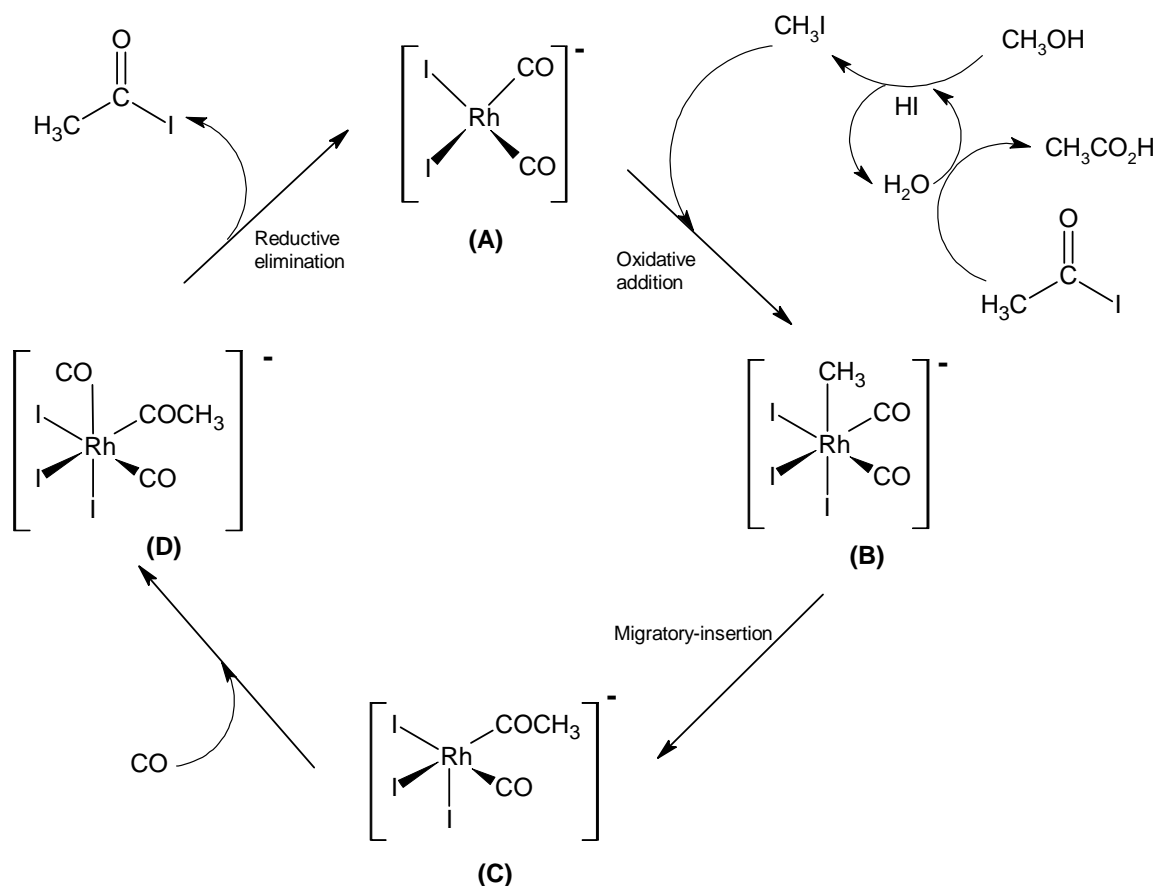 O
C
H₃C
I
-
I
CO
Rh
I
CO
(A)
CH₃I
CH₃OH
HI
H₂O
CH₃CO₂H
O
C
H₃C
I
Reductive
elimination
Oxidative
addition
-
CO
I
COCH₃
Rh
I
CO
I
(D)
-
CH₃
I
CO
Rh
I
CO
I
(B)
Migratory-insertion
CO
-
I
COCH₃
Rh
I
CO
I
(C)